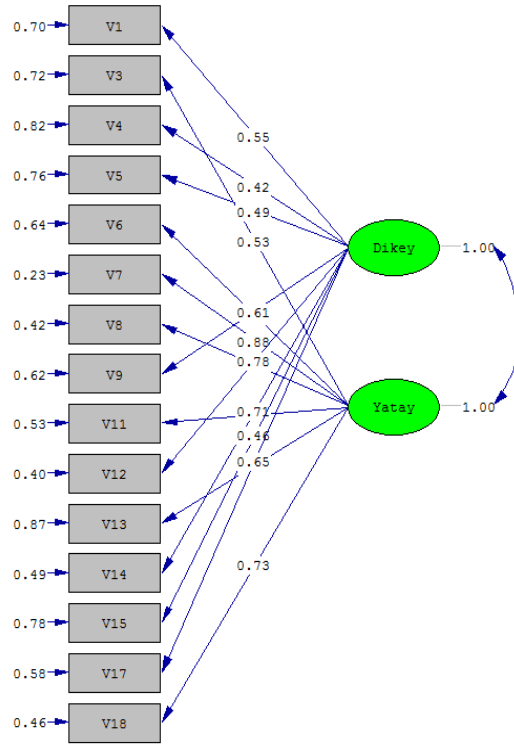 0.70 V1
0.72 V3
0.82 V4
0.76 V5
0.64 V6
0.23 V7
0.42 V8
0.62 V9
0.53 V11
0.40 V12
0.87 V13
0.49 V14
0.78 V15
0.58 V17
0.46 V18
0.55
0.42
0.49
0.53
0.61
0.88
0.78
0.71
0.46
0.65
0.73
Dikey 1.00
Yatay 1.00